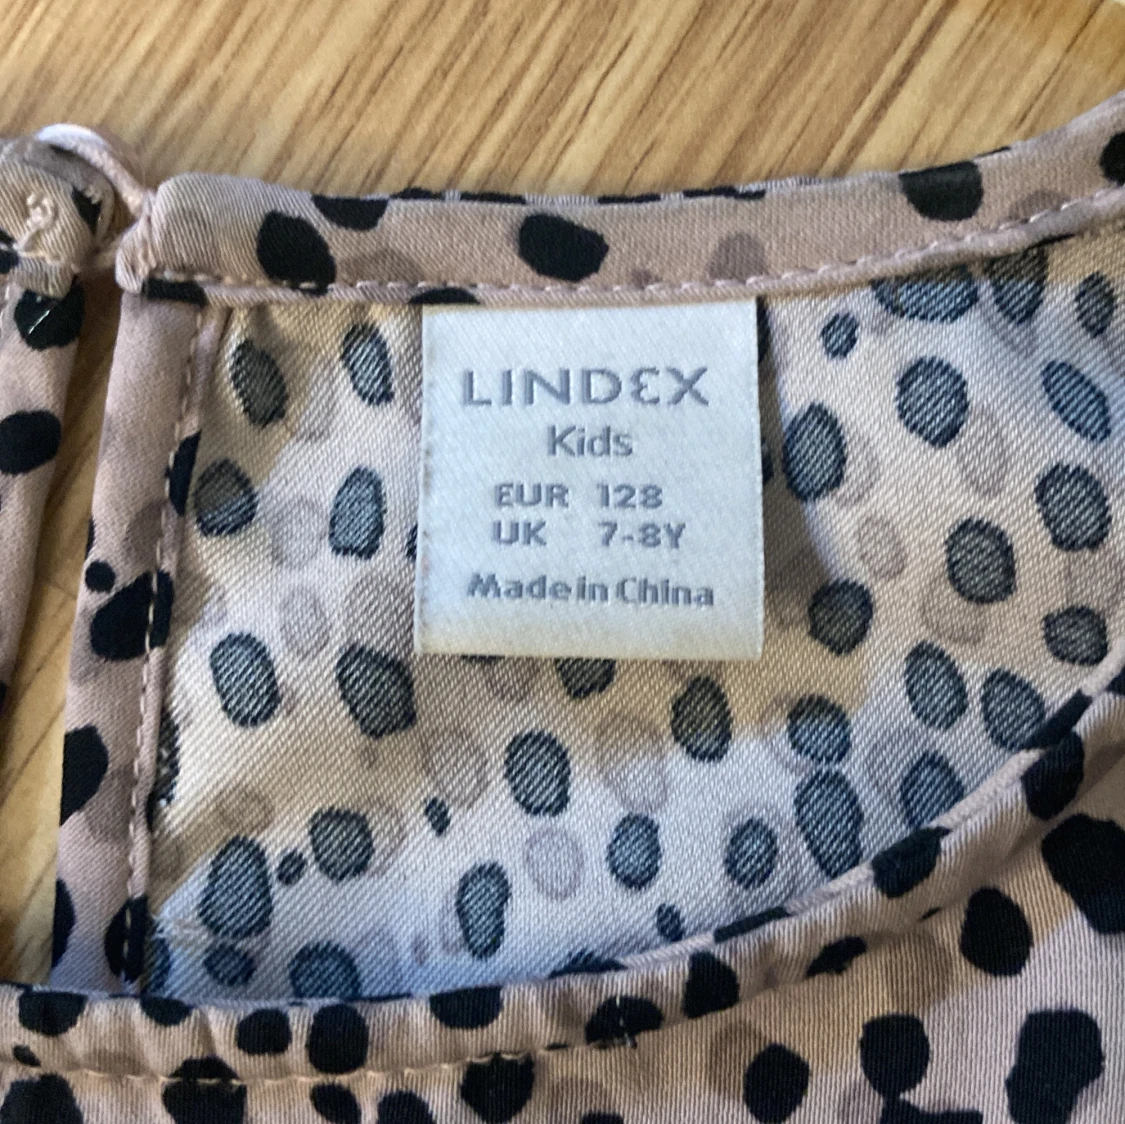 LINDEX
Kids
EUR 128
UK 7-8Y
Made in China